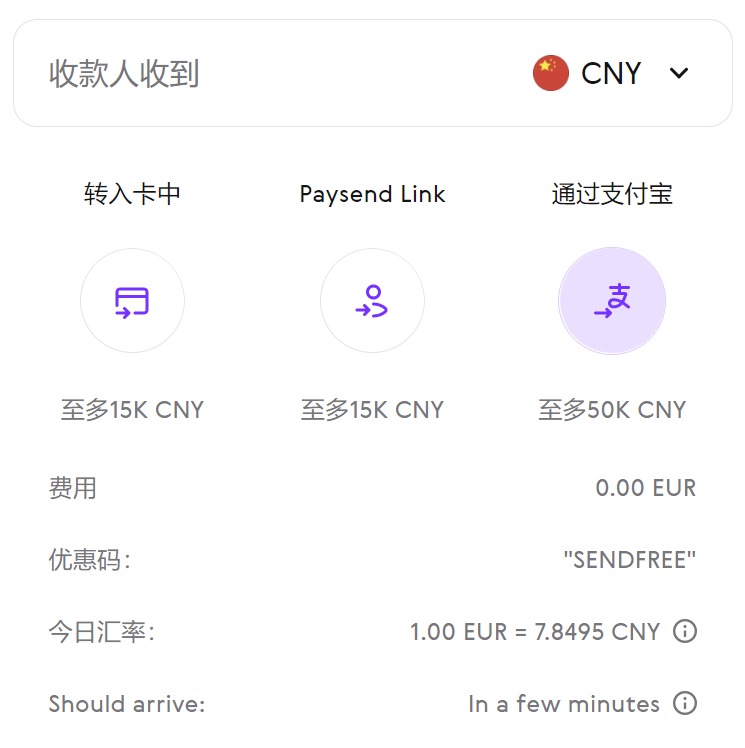 收款人收到 CNY
转入卡中 Paysend Link 通过支付宝
支
至多15K CNY 至多15K CNY 至多50K CNY
费用 0.00 EUR
优惠码: "SENDFREE"
今日汇率: 1.00 EUR = 7.8495 CNY
Should arrive: In a few minutes